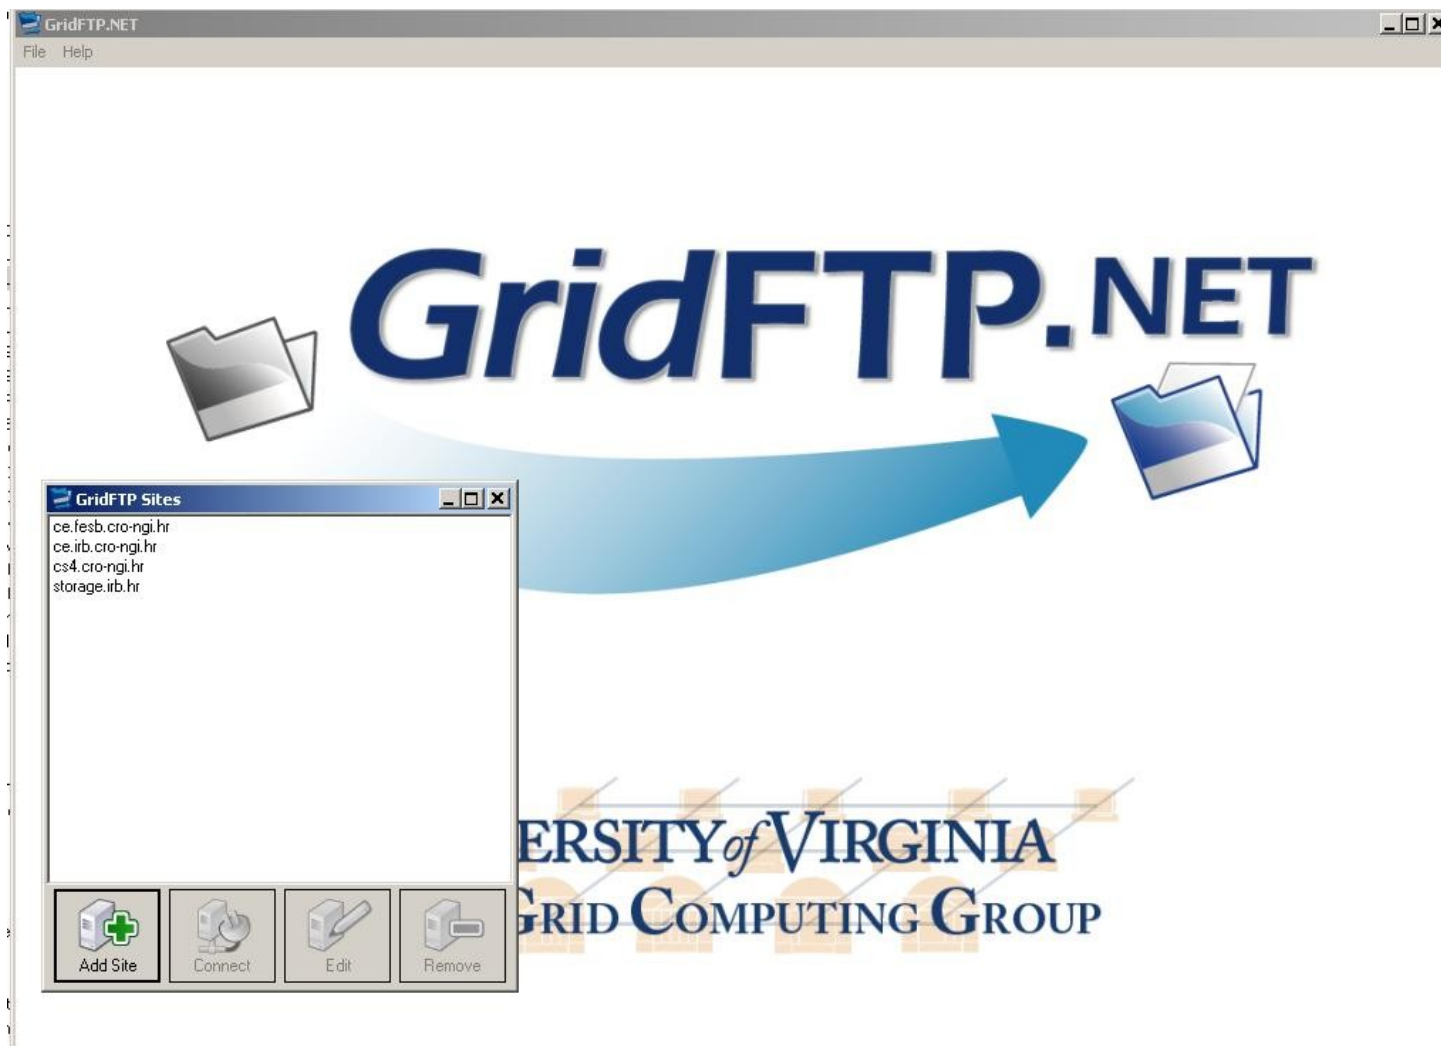 GridFTP.NET
File Help
GridFTP.NET
GridFTP Sites
ce.fesb.cro-ngi.hr
ce.irb.cro-ngi.hr
cs4.cro-ngi.hr
storage.irb.hr
Add Site Connect Edit Remove
ERSITY of VIRGINIA
GRID COMPUTING GROUP